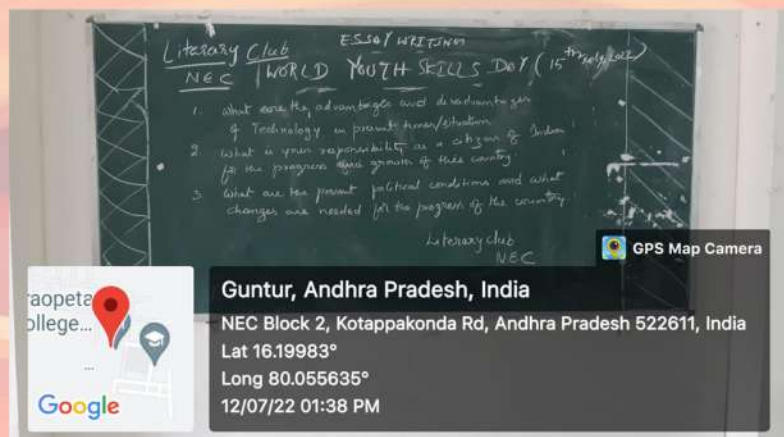 ESSAY WRITING
Literary Club
NEC
WORLD YOUTH SKILLS DAY (15th July, 2022)
1. What are the advantages and disadvantages
of Technology in present times/situation
2. What is your responsibility as a citizen of India
for the progress and growth of this country.
3. What are the present political conditions and what
changes are needed for the progress of the country.
Literary club
NEC
GPS Map Camera
raopeta
ollege...
Google
Guntur, Andhra Pradesh, India
NEC Block 2, Kotappakonda Rd, Andhra Pradesh 522611, India
Lat 16.19983°
Long 80.055635°
12/07/22 01:38 PM